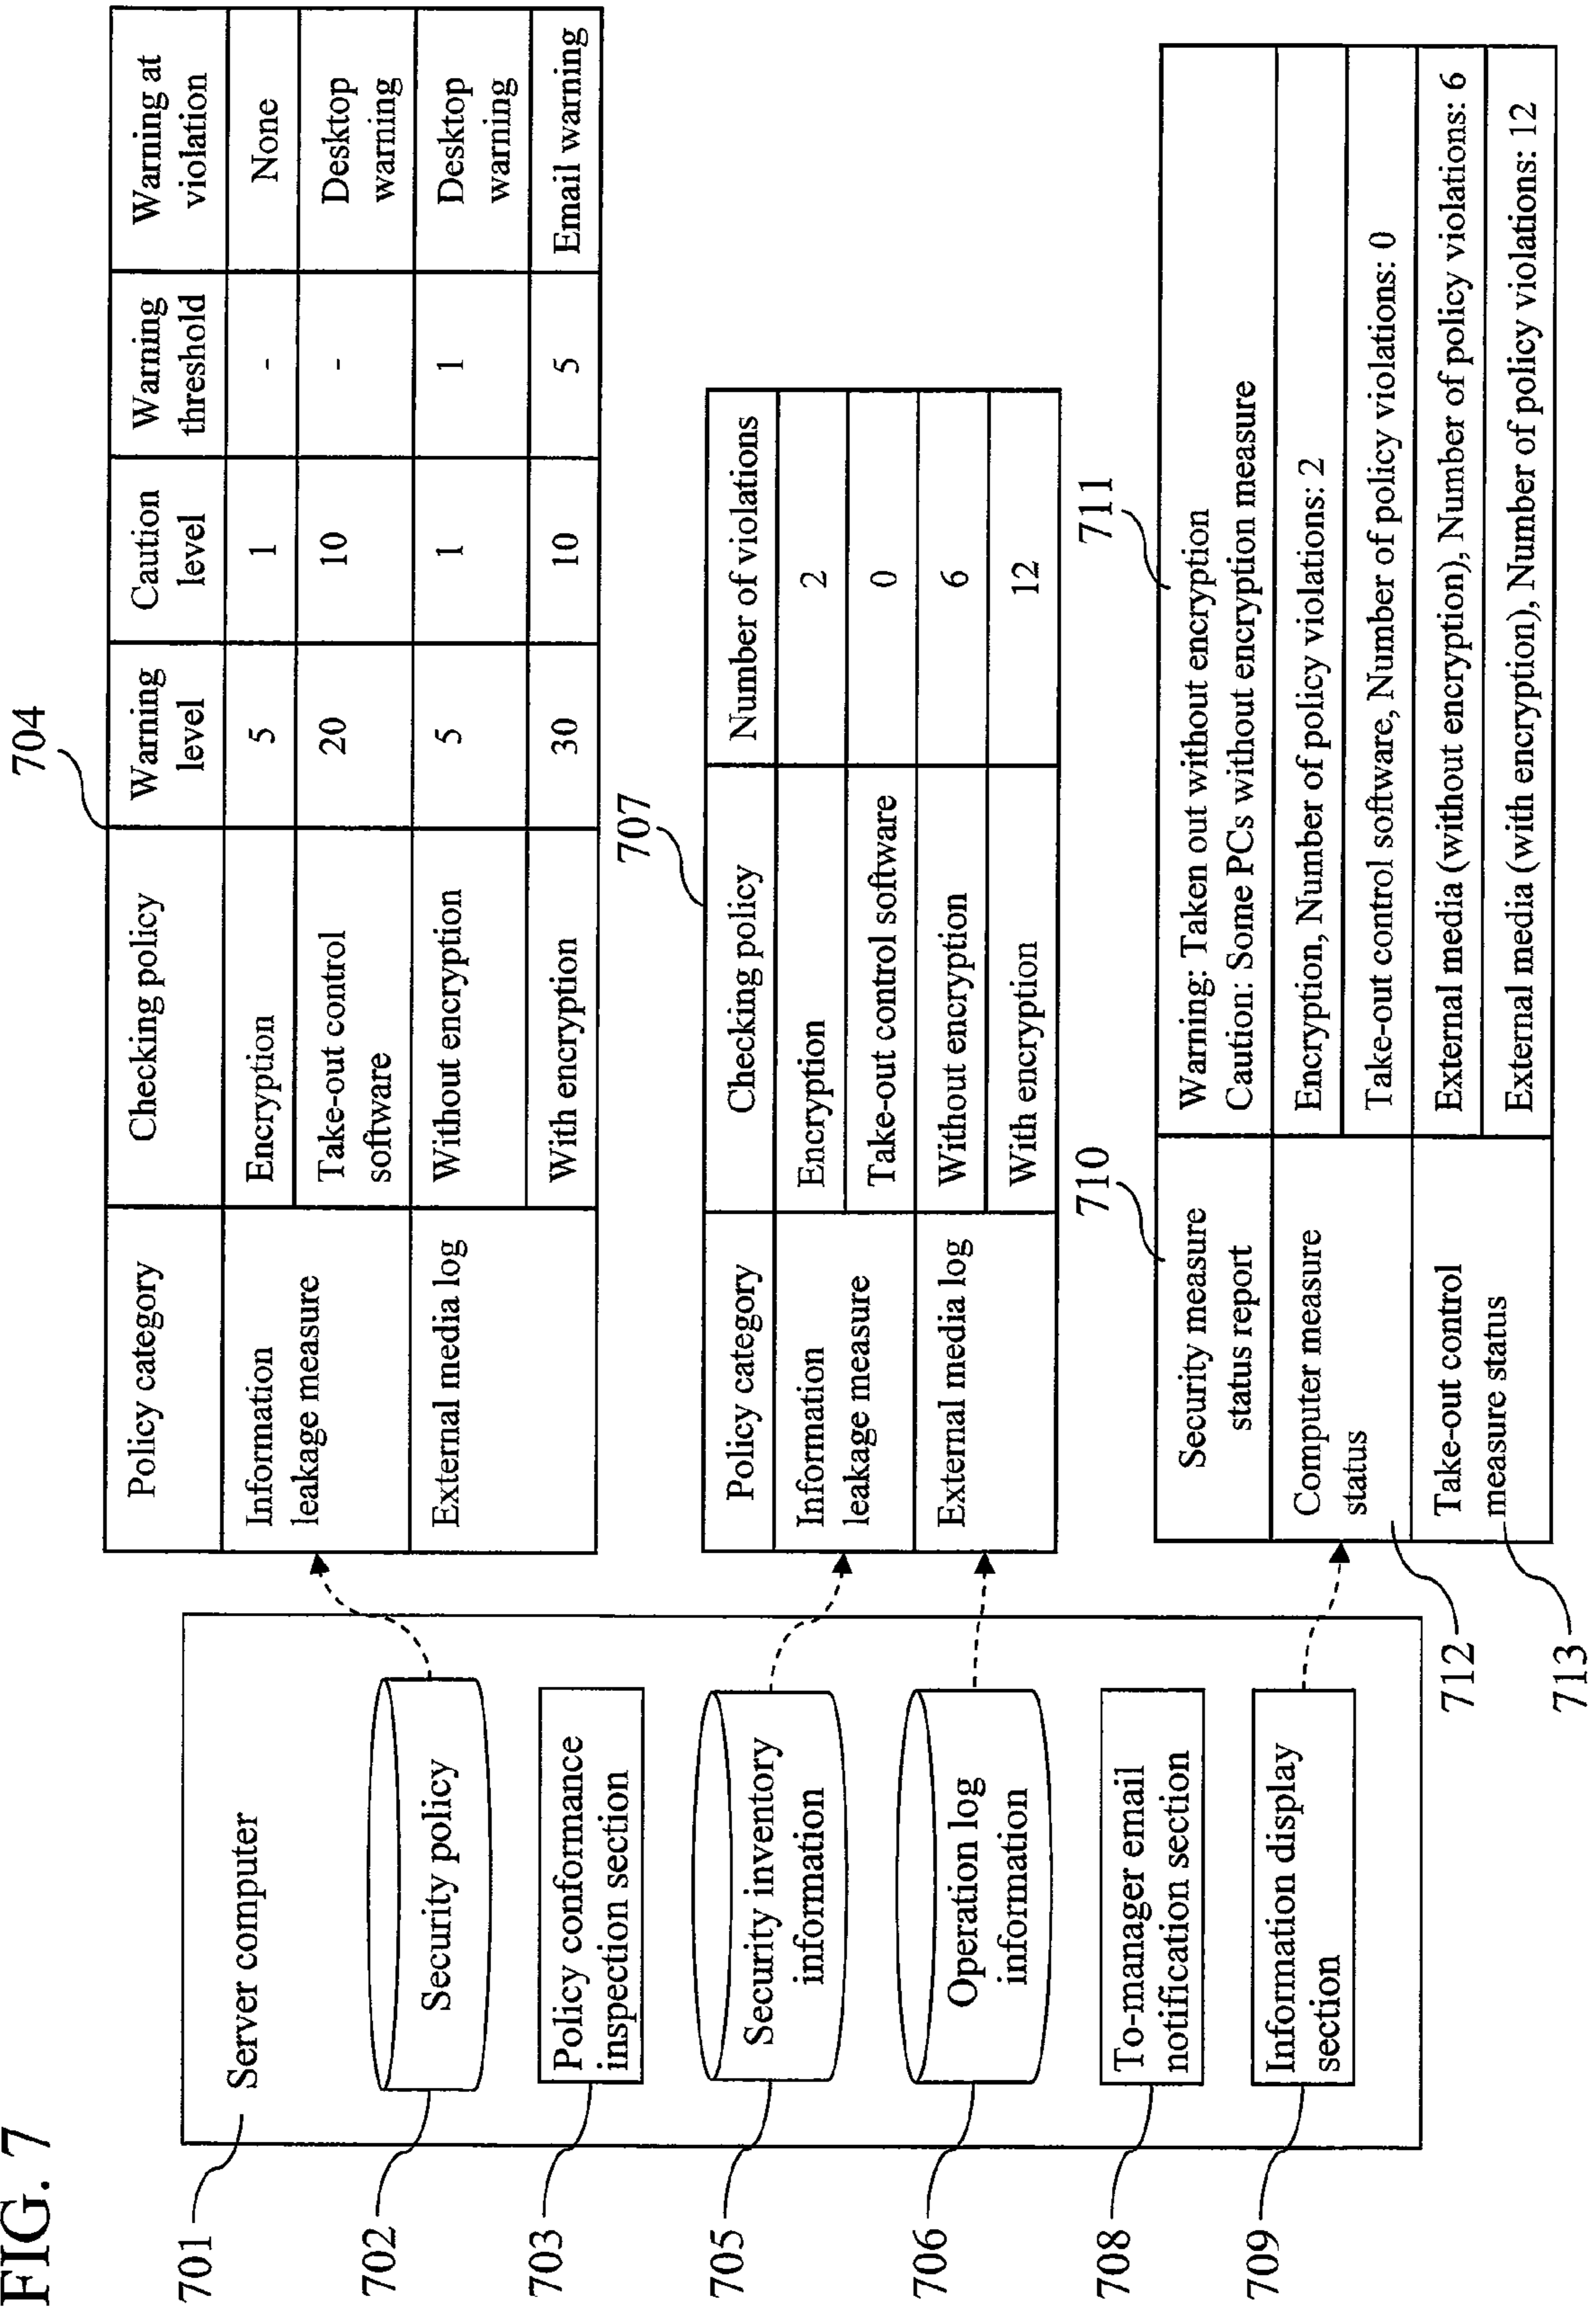 FIG. 7
701
Server computer
702
Security policy
703
Policy conformance
inspection section
705
Security inventory
information
706
Operation log
information
708
To-manager email
notification section
709
Information display
section
704
Policy category
Checking policy
Warning
level
Caution
level
Warning
threshold
Warning at
violation
Information
leakage measure
Encryption
5
1
-
None
Take-out control
software
20
10
-
Desktop
warning
External media log
Without encryption
5
1
1
Desktop
warning
With encryption
30
10
5
Email warning
707
Policy category
Checking policy
Number of violations
Information
leakage measure
Encryption
2
Take-out control software
0
External media log
Without encryption
6
With encryption
12
710
711
Security measure
status report
Warning: Taken out without encryption
Caution: Some PCs without encryption measure
Computer measure
status
Encryption, Number of policy violations: 2
Take-out control software, Number of policy violations: 0
Take-out control
measure status
External media (without encryption), Number of policy violations: 6
External media (with encryption), Number of policy violations: 12
712
713